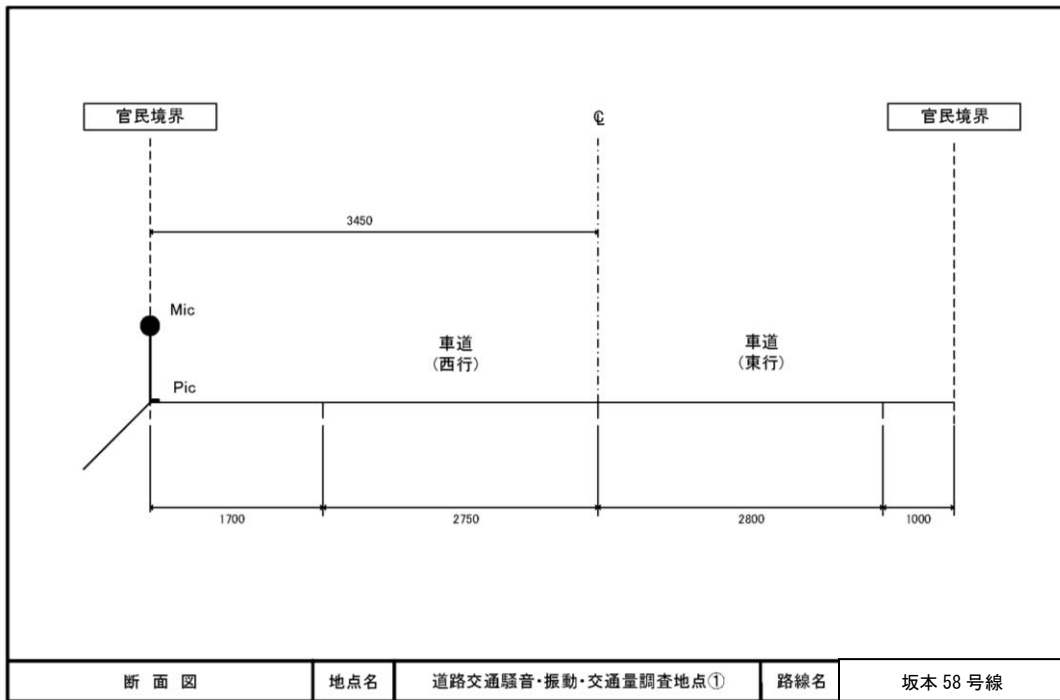 官民境界
℄
官民境界
3450
Mic
車道
(西行)
車道
(東行)
Pic
1700
2750
2800
1000
断面図
地点名
道路交通騒音・振動・交通量調査地点①
路線名
坂本58号線